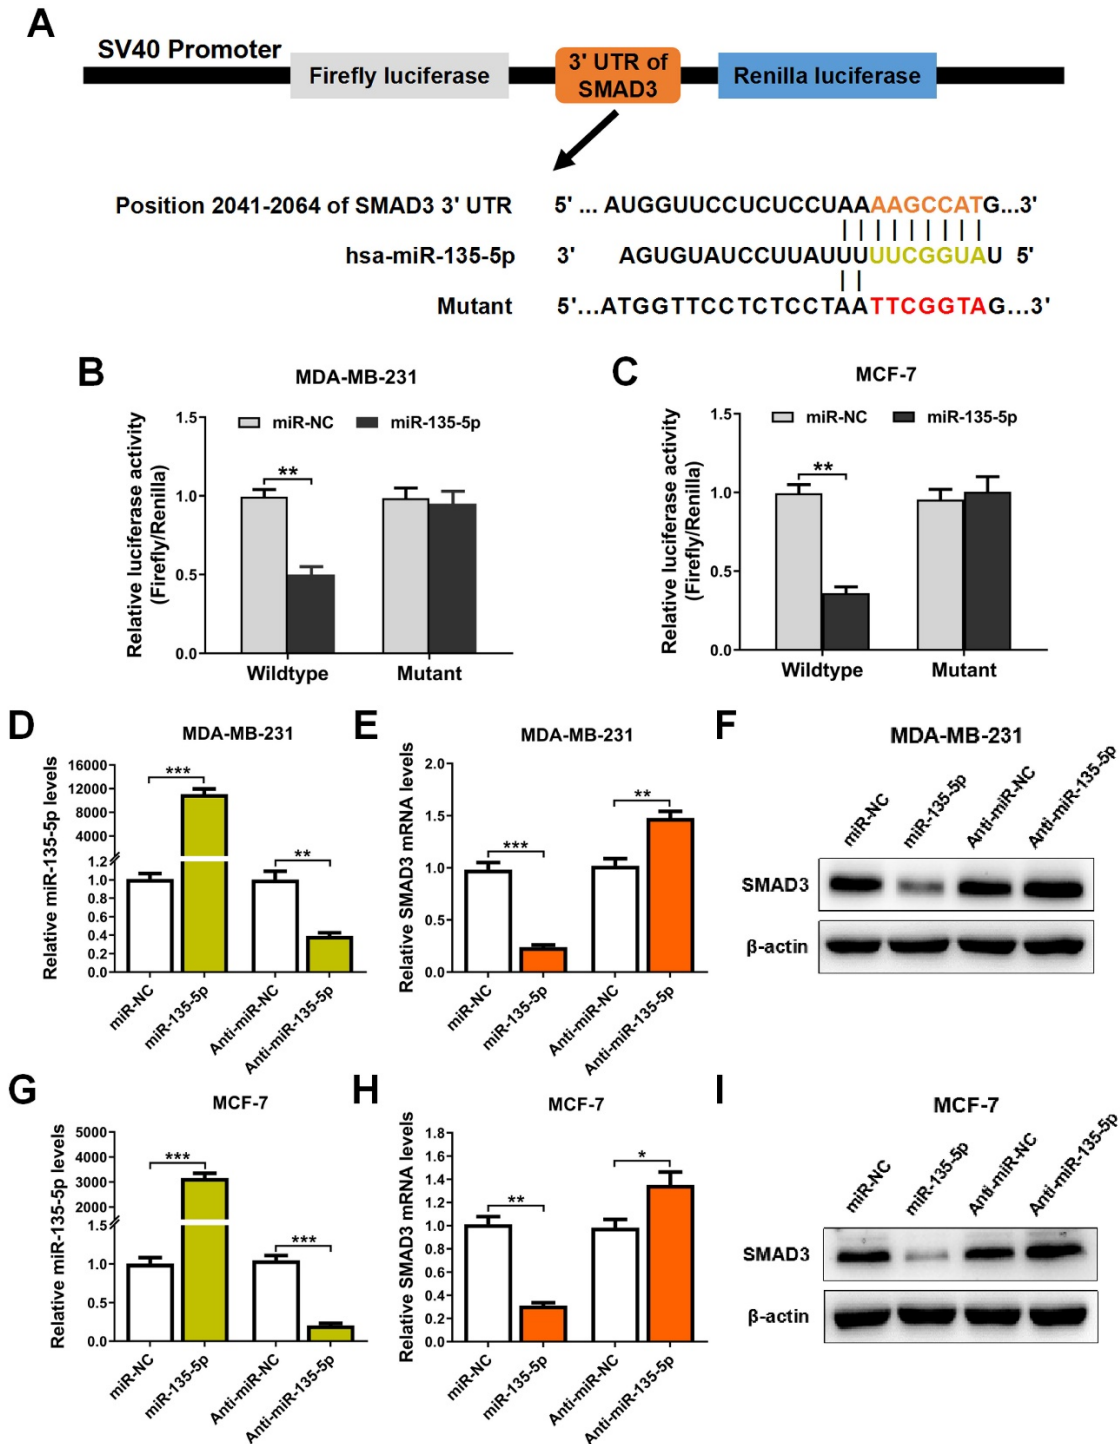 A
SV40 Promoter
Firefly luciferase
3' UTR of
SMAD3
Renilla luciferase
Position 2041-2064 of SMAD3 3' UTR 5' ... AUGGUUCCUCUCCUAAAAGCCATG...3'
hsa-miR-135-5p 3' AGUGUAUCCUUAUUUUUCGGUAU 5'
Mutant 5'...ATGGTTCCTCTCCTAATTCGGTAG...3'
B
MDA-MB-231
Relative luciferase activity
(Firefly/Renilla)
1.5
1.0
0.5
0.0
miR-NC miR-135-5p
**
Wildtype Mutant
C
MCF-7
Relative luciferase activity
(Firefly/Renilla)
1.5
1.0
0.5
0.0
miR-NC miR-135-5p
**
Wildtype Mutant
D
MDA-MB-231
Relative miR-135-5p levels
16000
12000
8000
4000
1.2
1.0
0.8
0.6
0.4
0.2
0.0
***
**
miR-NC
miR-135-5p
Anti-miR-NC
Anti-miR-135-5p
E
MDA-MB-231
Relative SMAD3 mRNA levels
2.0
1.5
1.0
0.5
0.0
***
**
miR-NC
miR-135-5p
Anti-miR-NC
Anti-miR-135-5p
F
MDA-MB-231
miR-NC
miR-135-5p
Anti-miR-NC
Anti-miR-135-5p
SMAD3
β-actin
G
MCF-7
Relative miR-135-5p levels
5000
4000
3000
2000
1.5
1.0
0.5
0.0
***
***
miR-NC
miR-135-5p
Anti-miR-NC
Anti-miR-135-5p
H
MCF-7
Relative SMAD3 mRNA levels
1.8
1.6
1.4
1.2
1.0
0.8
0.6
0.4
0.2
0.0
**
*
miR-NC
miR-135-5p
Anti-miR-NC
Anti-miR-135-5p
I
MCF-7
miR-NC
miR-135-5p
Anti-miR-NC
Anti-miR-135-5p
SMAD3
β-actin